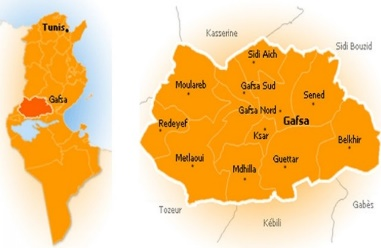 Tunis
Gafsa
Kasserine
Sidi Bouzid
Sidi Aich
Moulareb
Gafsa Sud
Sened
Gafsa Nord
Gafsa
Redeyef
Ksar
Belkhir
Metlaoui
Mdhilla
Guettar
Tozeur
Kébili
Gabès